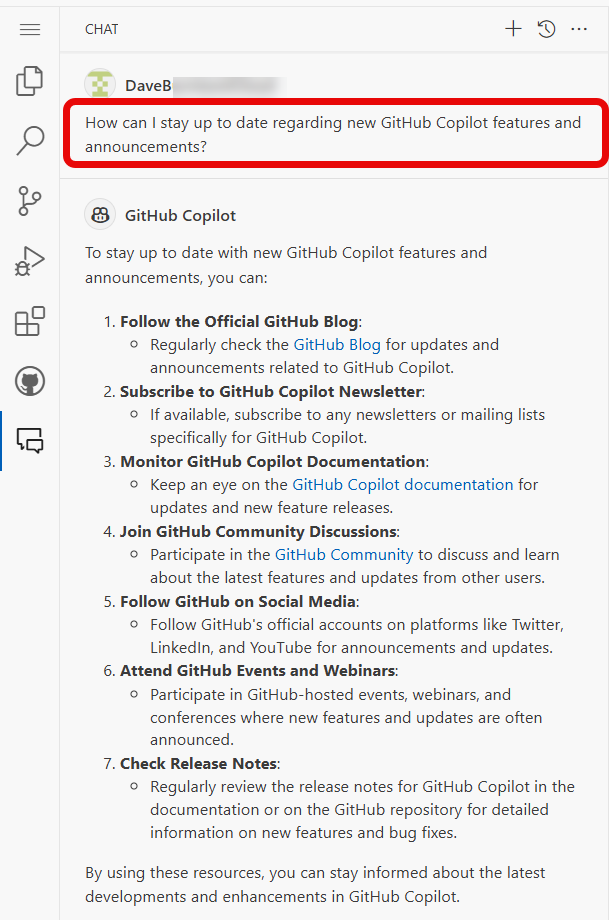 CHAT
DaveB
How can I stay up to date regarding new GitHub Copilot features and
announcements?
GitHub Copilot
To stay up to date with new GitHub Copilot features and
announcements, you can:
1. Follow the Official GitHub Blog:
Regularly check the GitHub Blog for updates and
announcements related to GitHub Copilot.
2. Subscribe to GitHub Copilot Newsletter:
If available, subscribe to any newsletters or mailing lists
specifically for GitHub Copilot.
3. Monitor GitHub Copilot Documentation:
Keep an eye on the GitHub Copilot documentation for
updates and new feature releases.
4. Join GitHub Community Discussions:
Participate in the GitHub Community to discuss and learn
about the latest features and updates from other users.
5. Follow GitHub on Social Media:
Follow GitHub's official accounts on platforms like Twitter,
LinkedIn, and YouTube for announcements and updates.
6. Attend GitHub Events and Webinars:
Participate in GitHub-hosted events, webinars, and
conferences where new features and updates are often
announced.
7. Check Release Notes:
Regularly review the release notes for GitHub Copilot in the
documentation or on the GitHub repository for detailed
information on new features and bug fixes.
By using these resources, you can stay informed about the latest
developments and enhancements in GitHub Copilot.